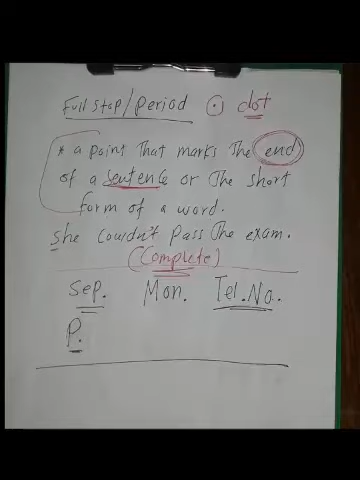 Full stop/period . dot
* a point that marks the end
of a sentence or the short
form of a word.
She couldn't pass the exam.
(Complete)
Sep. Mon. Tel.No.
P.